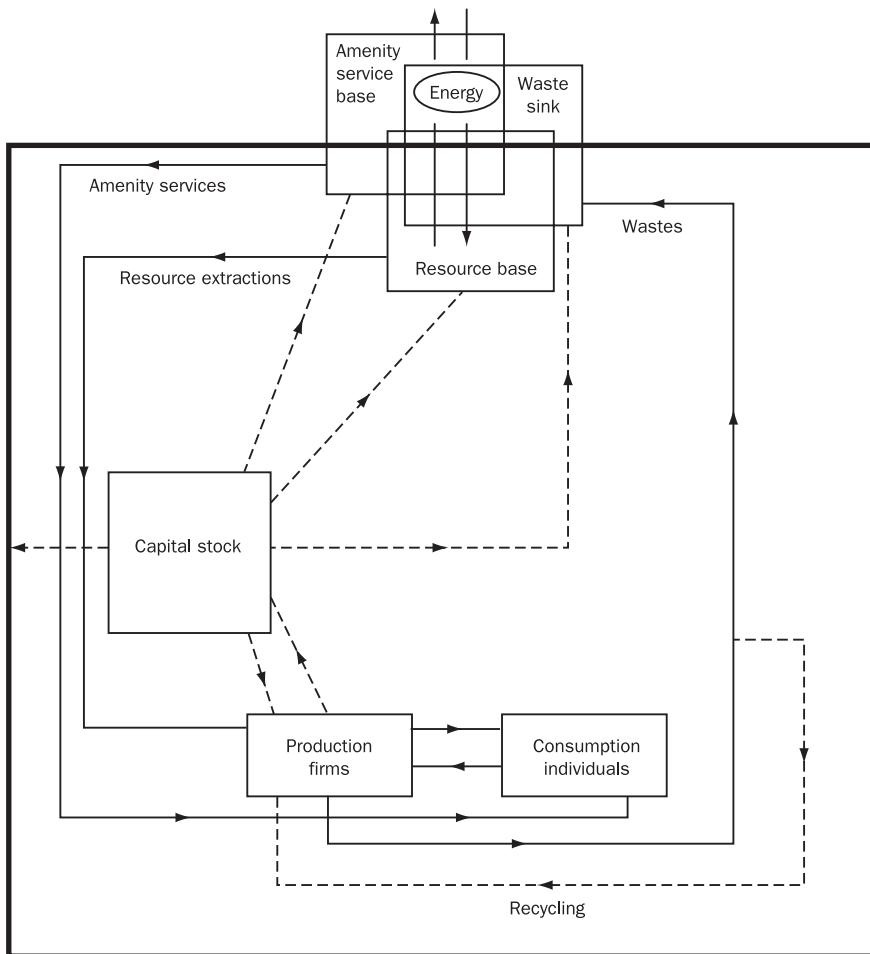 Amenity
service
base
Energy
Waste
sink
Amenity services
Wastes
Resource extractions
Resource base
Capital stock
Production
firms
Consumption
individuals
Recycling